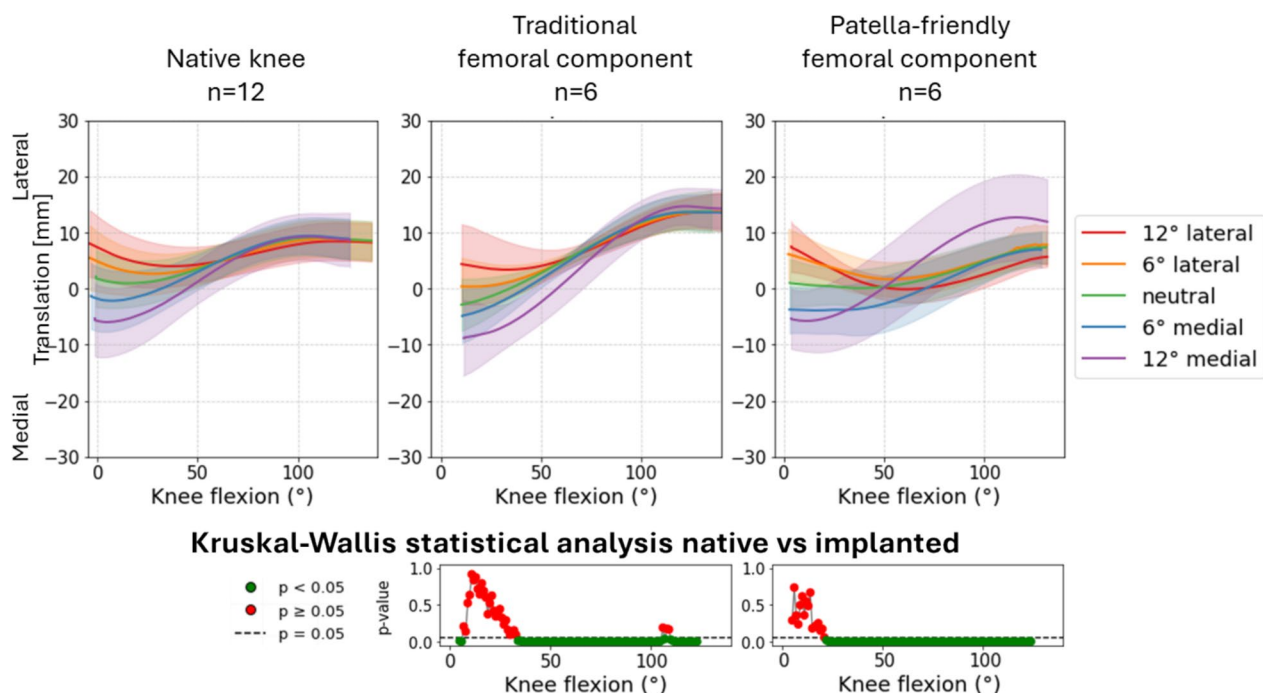 Native knee
n=12
Traditional
femoral component
n=6
Patella-friendly
femoral component
n=6
Lateral
Translation [mm]
Medial
30
20
10
0
−10
−20
−30
0
50
100
Knee flexion (°)
30
20
10
0
−10
−20
−30
0
50
100
Knee flexion (°)
30
20
10
0
−10
−20
−30
0
50
100
Knee flexion (°)
12° lateral
6° lateral
neutral
6° medial
12° medial
Kruskal-Wallis statistical analysis native vs implanted
p < 0.05
p ≥ 0.05
p = 0.05
p-value
1.0
0.5
0.0
0
50
100
Knee flexion (°)
1.0
0.5
0.0
0
50
100
Knee flexion (°)